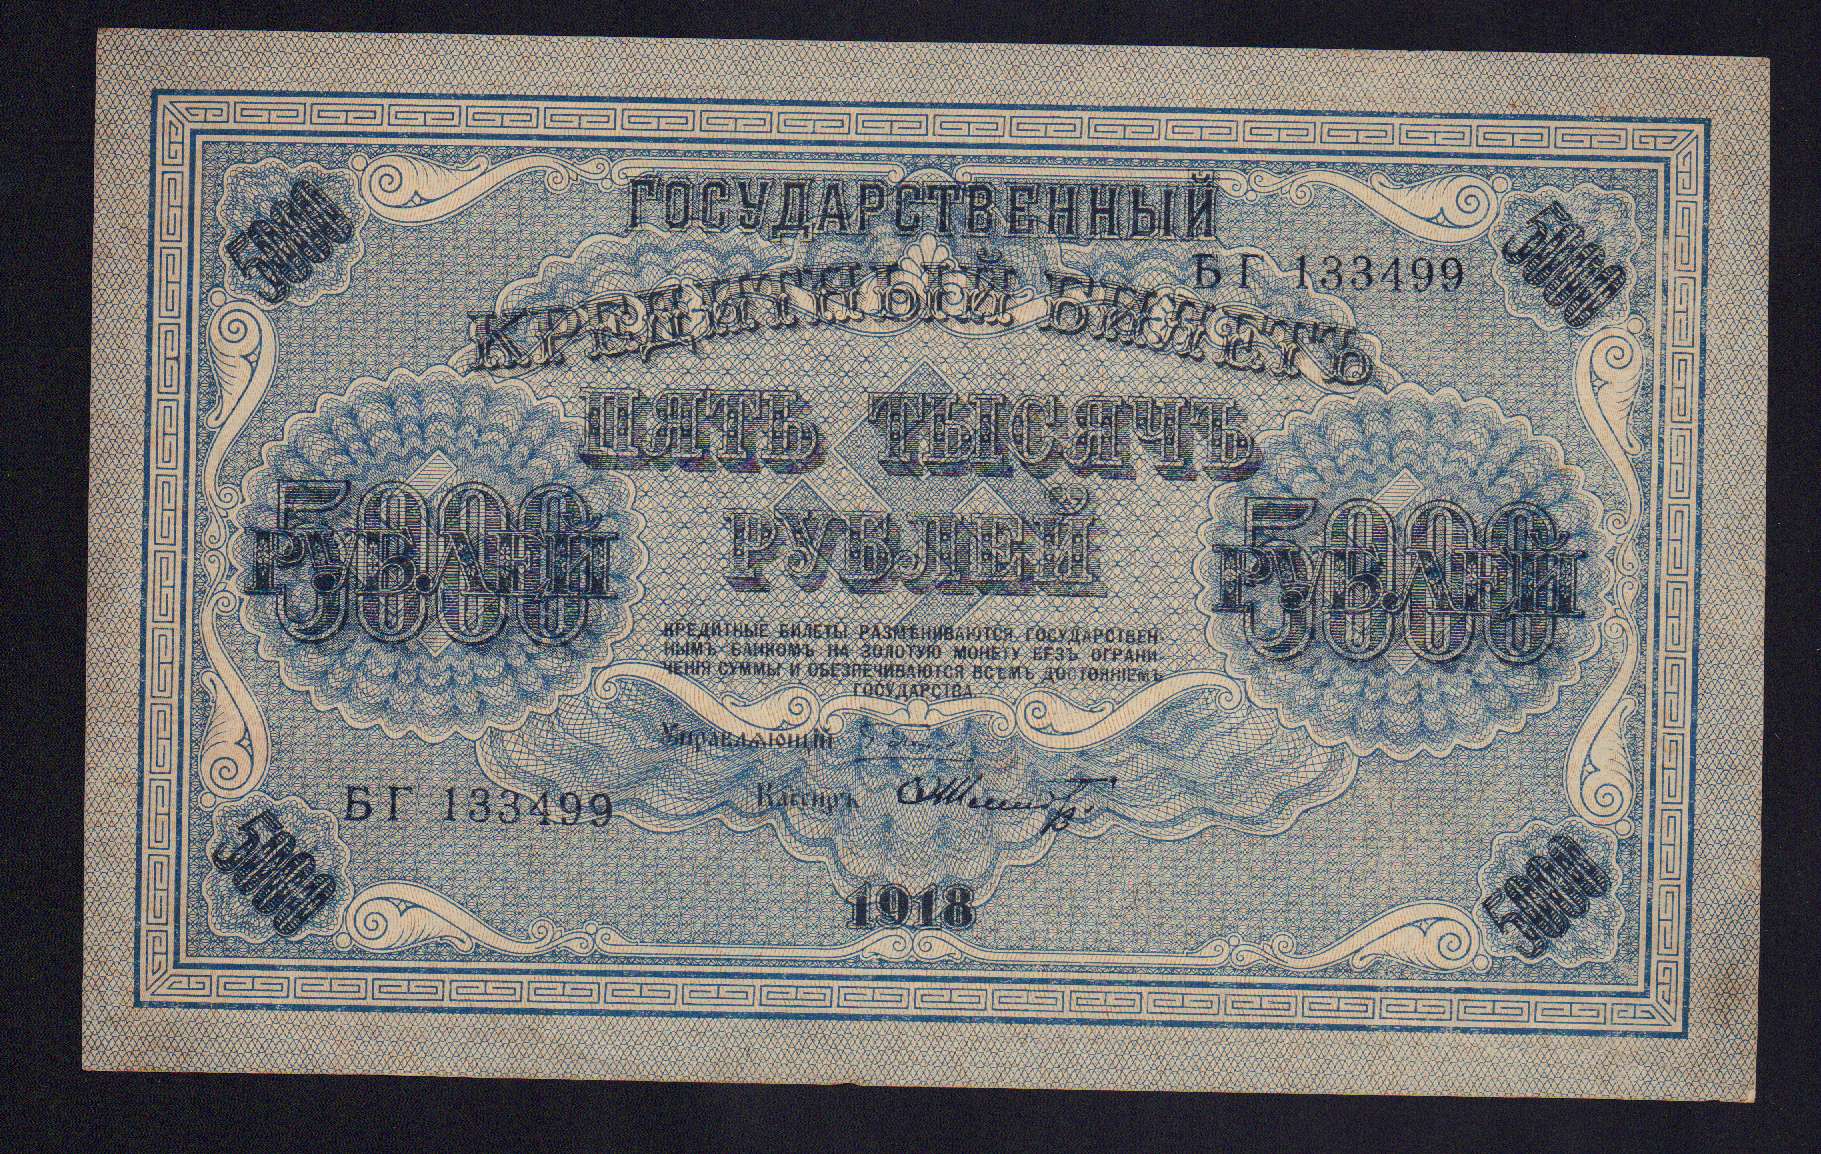 5000 5000
ГОСУДАРСТВЕННЫЙ
БГ 133499
КРЕДИТНЫЙ БИЛЕТЪ
ПЯТЬ ТЫСЯЧЪ
РУБЛЕЙ
5000 5000
РУБЛЕЙ РУБЛЕЙ
КРЕДИТНЫЕ БИЛЕТЫ РАЗМѢНИВАЮТСЯ ГОСУДАРСТВЕН-
НЫМЪ БАНКОМЪ НА ЗОЛОТУЮ МОНЕТУ БЕЗЪ ОГРАНИ-
ЧЕНІЯ СУММЫ И ОБЕЗПЕЧИВАЮТСЯ ВСѢМЪ ДОСТОЯНІЕМЪ
ГОСУДАРСТВА.
Управляющій
Кассиръ
БГ 133499
1918
5000 5000